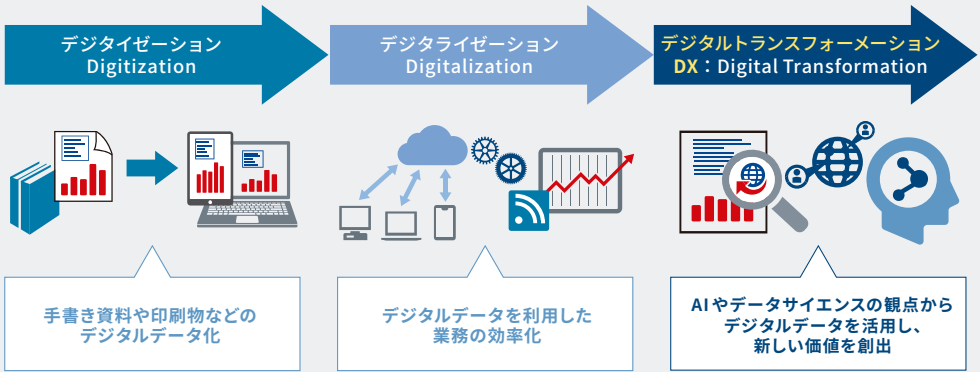 デジタイゼーション
Digitization
デジタライゼーション
Digitalization
デジタルトランスフォーメーション
DX：Digital Transformation
手書き資料や印刷物などの
デジタルデータ化
デジタルデータを利用した
業務の効率化
AIやデータサイエンスの観点から
デジタルデータを活用し、
新しい価値を創出